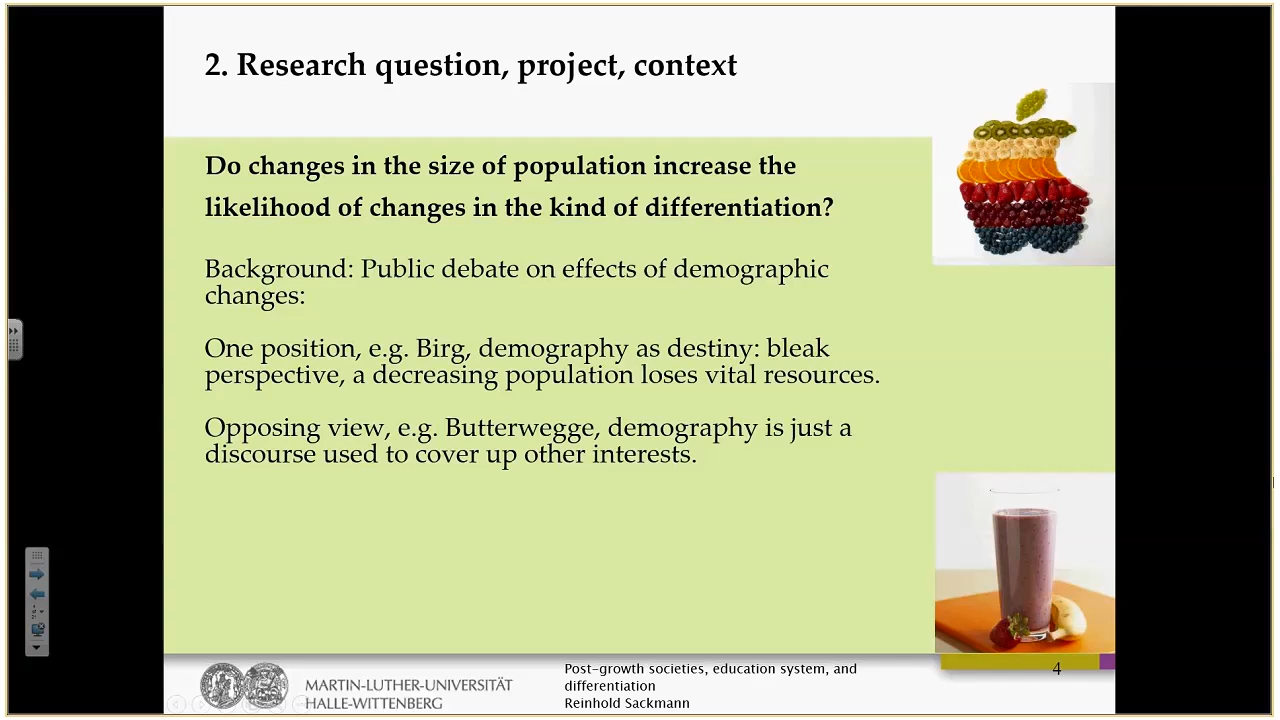 2. Research question, project, context
Do changes in the size of population increase the
likelihood of changes in the kind of differentiation?
Background: Public debate on effects of demographic
changes:
One position, e.g. Birg, demography as destiny: bleak
perspective, a decreasing population loses vital resources.
Opposing view, e.g. Butterwegge, demography is just a
discourse used to cover up other interests.
MARTIN-LUTHER-UNIVERSITÄT
HALLE-WITTENBERG
Post-growth societies, education system, and
differentiation
Reinhold Sackmann
4